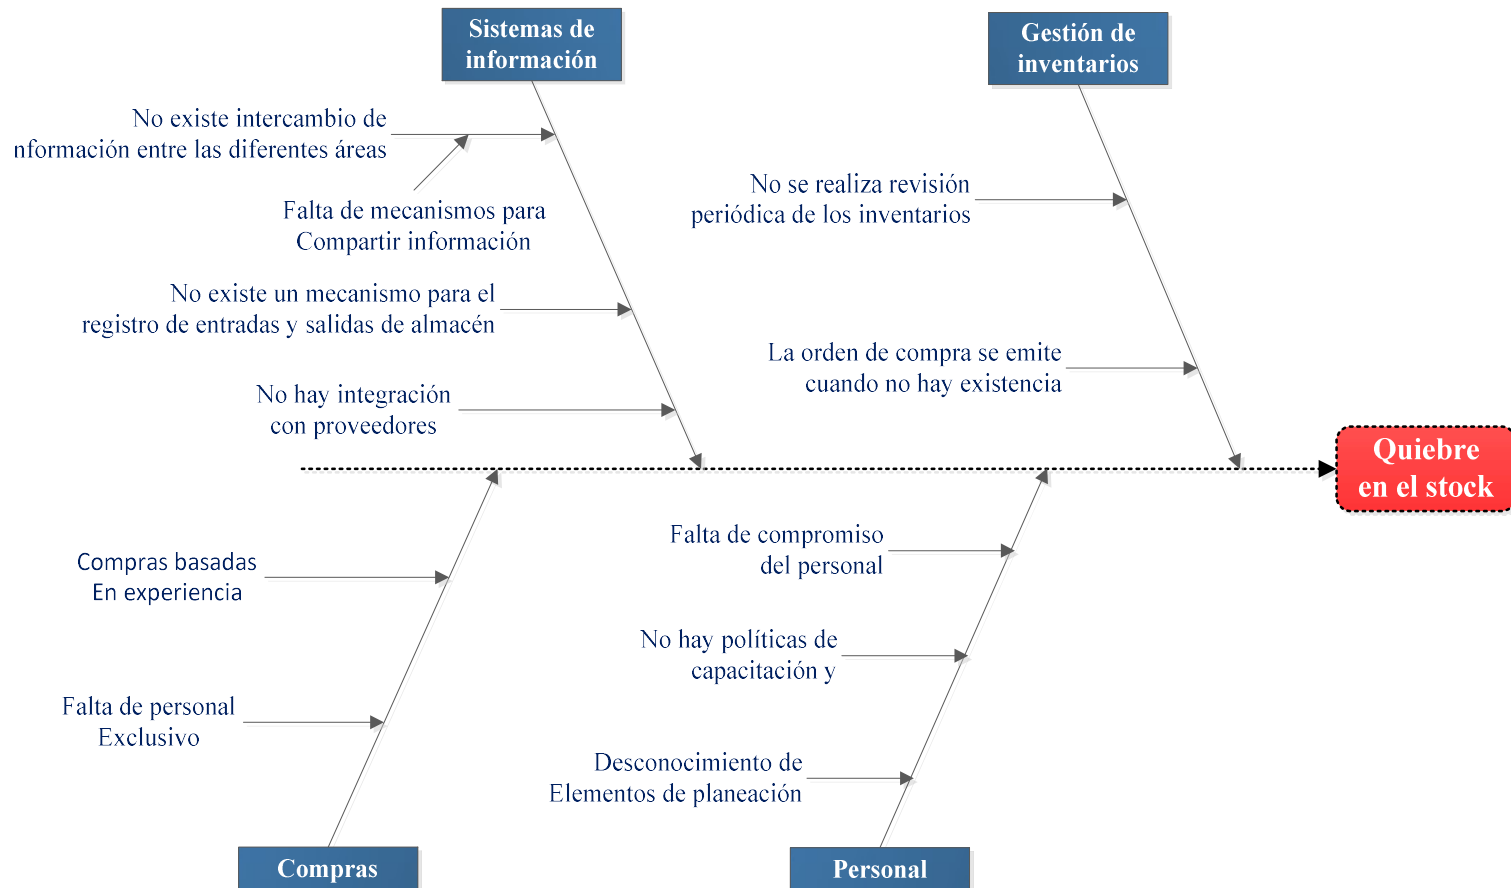 Sistemas de
información
Gestión de
inventarios
No existe intercambio de
nformación entre las diferentes áreas
Falta de mecanismos para
Compartir información
No existe un mecanismo para el
registro de entradas y salidas de almacén
No hay integración
con proveedores
No se realiza revisión
periódica de los inventarios
La orden de compra se emite
cuando no hay existencia
Quiebre
en el stock
Compras basadas
En experiencia
Falta de personal
Exclusivo
Falta de compromiso
del personal
No hay políticas de
capacitación y
Desconocimiento de
Elementos de planeación
Compras
Personal